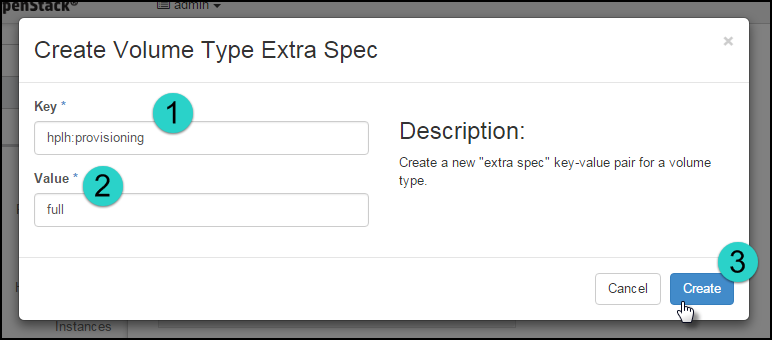 penStack®
admin
Create Volume Type Extra Spec
×
Key *
1
hplh:provisioning
Value *
2
full
Description:
Create a new "extra spec" key-value pair for a volume
type.
3
Cancel
Create
Instances